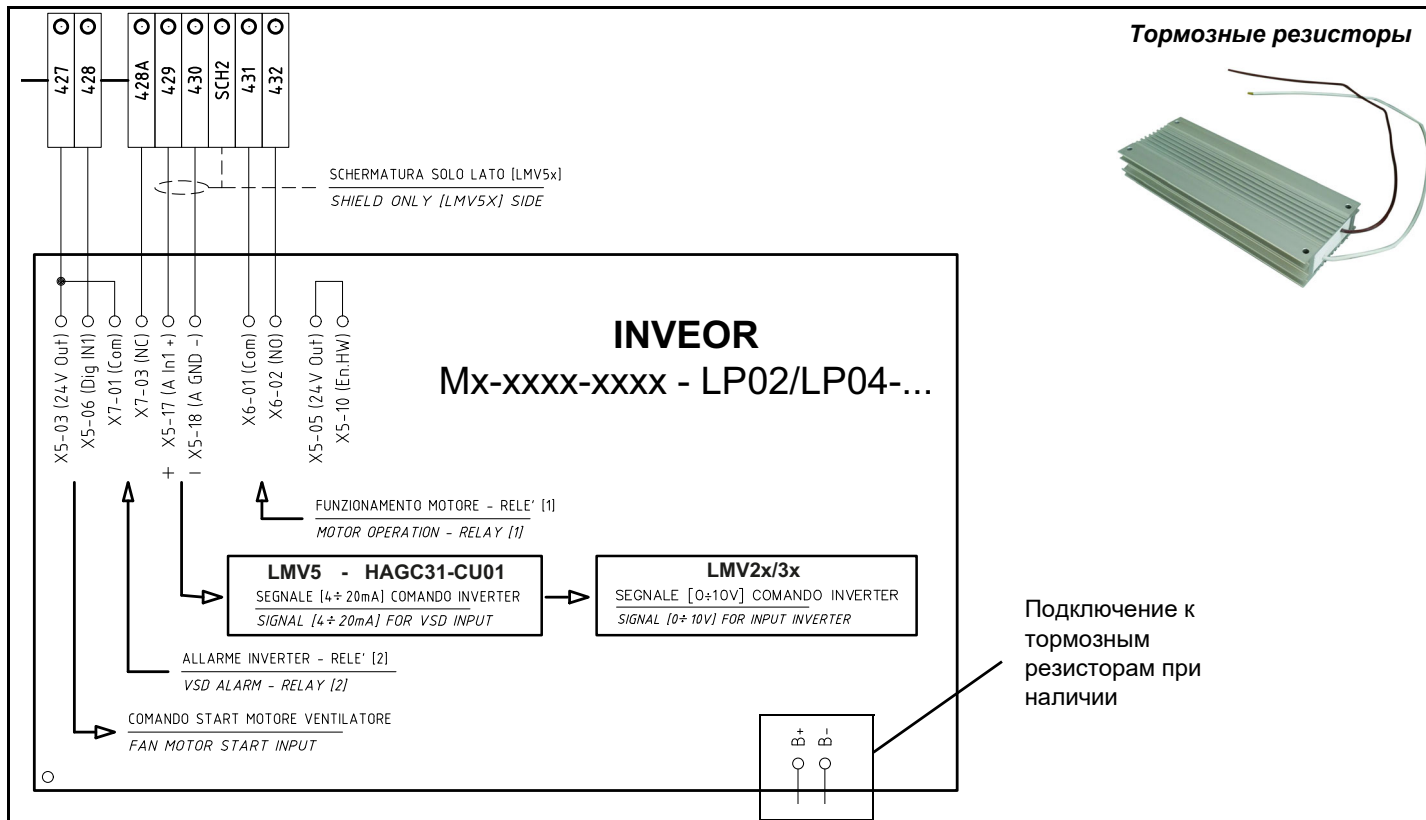 427
428
428A
429
430
SCH2
431
432
Тормозные резисторы
SCHERMATURA SOLO LATO [LMV5x]
SHIELD ONLY [LMV5X] SIDE
INVEOR
Mx-xxxx-xxxx - LP02/LP04-...
X5-03 (24V Out)
X5-06 (Dig IN1)
X7-01 (Com)
X7-03 (NC)
+ X5-17 (A In1 +)
— X5-18 (A GND -)
X6-01 (Com)
X6-02 (NO)
X5-05 (24V Out)
X5-10 (En.HW)
FUNZIONAMENTO MOTORE - RELE' [1]
MOTOR OPERATION - RELAY [1]
LMV5 - HAGC31-CU01
SEGNALE [4÷20mA] COMANDO INVERTER
SIGNAL [4÷20mA] FOR VSD INPUT
LMV2x/3x
SEGNALE [0÷10V] COMANDO INVERTER
SIGNAL [0÷10V] FOR INPUT INVERTER
ALLARME INVERTER - RELE' [2]
VSD ALARM - RELAY [2]
COMANDO START MOTORE VENTILATORE
FAN MOTOR START INPUT
B+
B-
Подключение к
тормозным
резисторам при
наличии